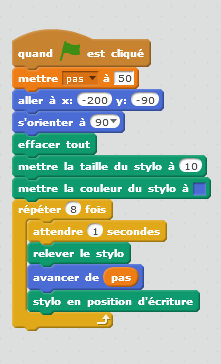 quand est cliqué
mettre pas à 50
aller à x: -200 y: -90
s'orienter à 90
effacer tout
mettre la taille du stylo à 10
mettre la couleur du stylo à
répéter 8 fois
attendre 1 secondes
relever le stylo
avancer de pas
stylo en position d'écriture